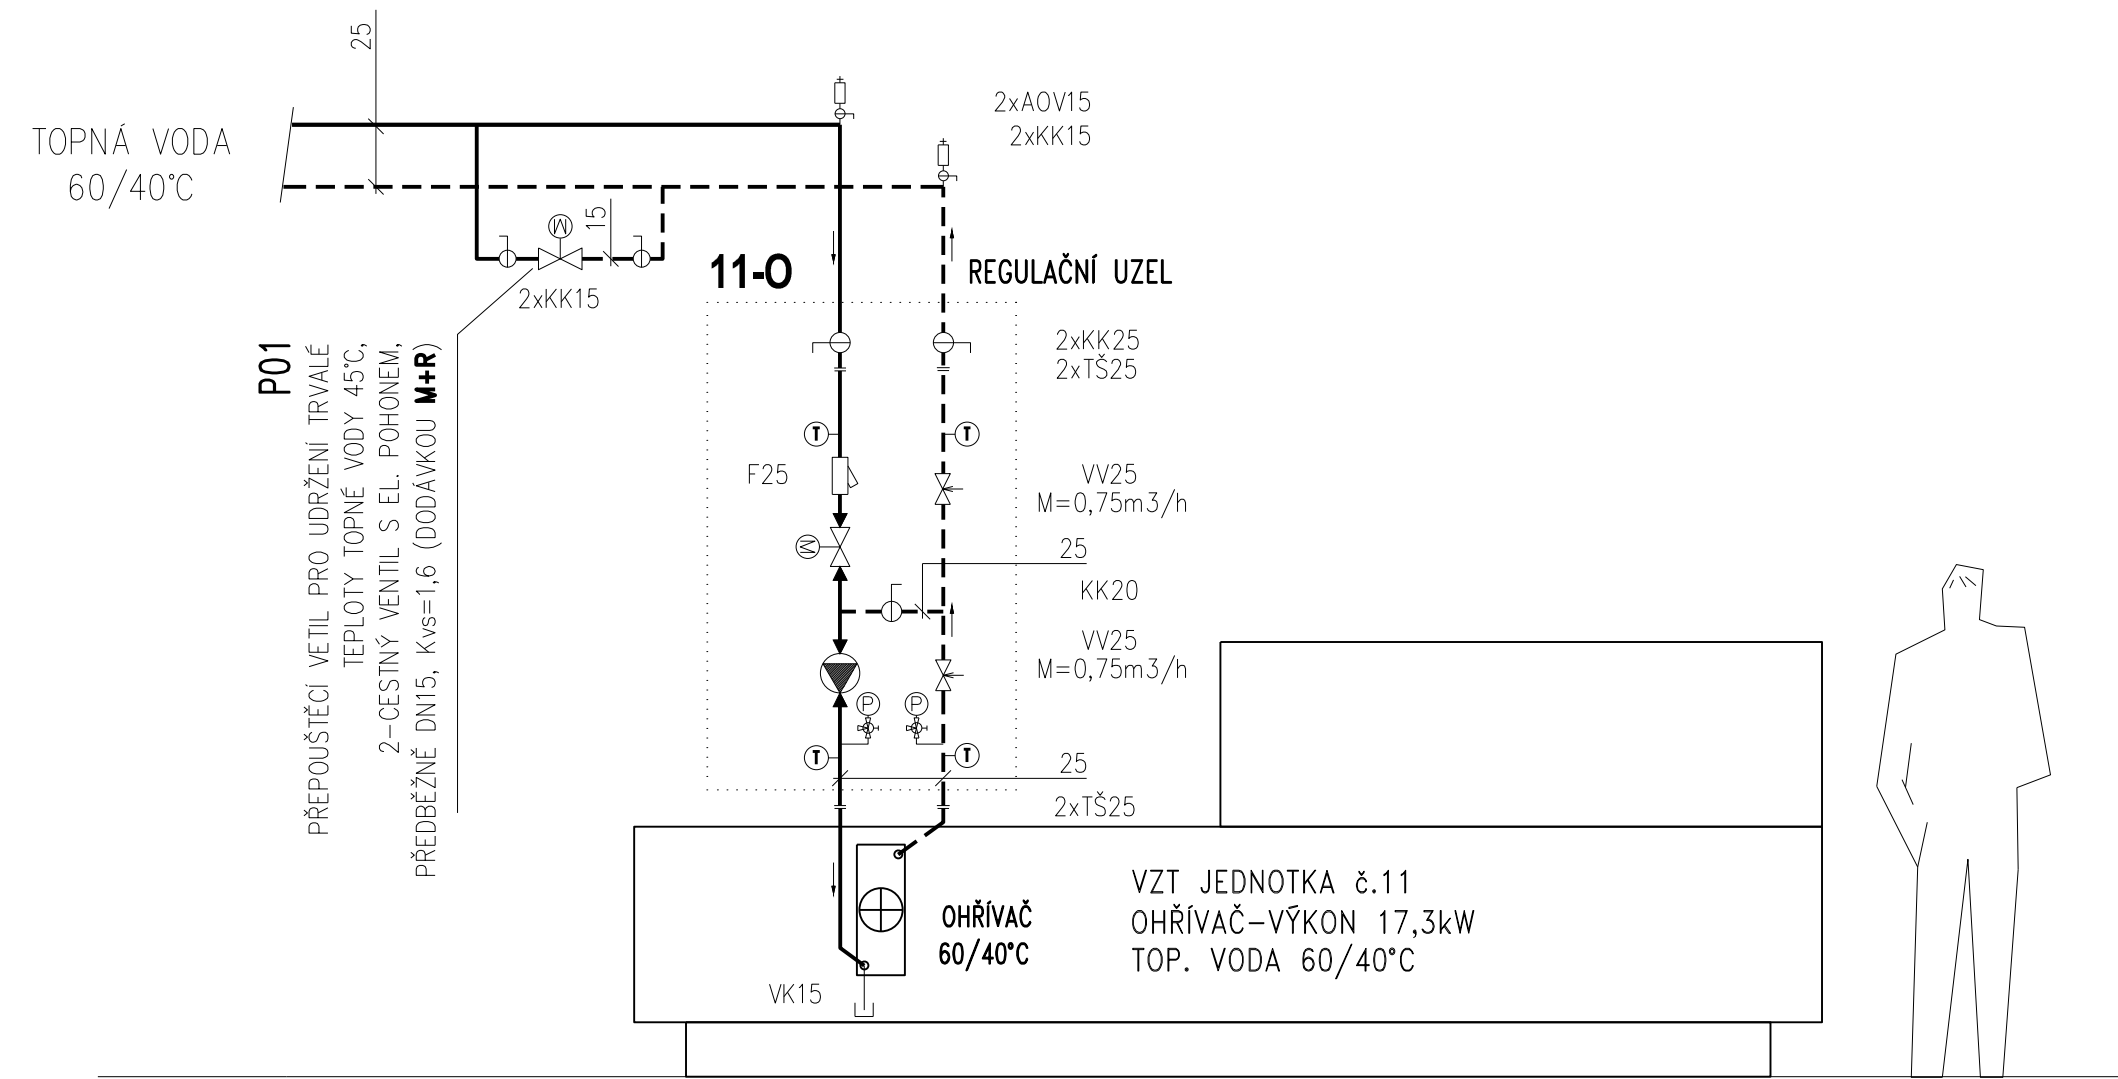 25
TOPNÁ VODA
60/40°C
2xAOV15
2xKK15
M
15
2xKK15
11-O
REGULAČNÍ UZEL
P01
PŘEPOUŠTĚCÍ VETIL PRO UDRŽENÍ TRVALÉ
TEPLOTY TOPNÉ VODY 45°C,
2-CESTNÝ VENTIL S EL. POHONEM,
PŘEDBĚŽNĚ DN15, Kvs=1,6 (DODÁVKOU M+R)
2xKK25
2xTŠ25
T
T
F25
VV25
M=0,75m3/h
M
25
KK20
VV25
M=0,75m3/h
P
P
T
T
25
2xTŠ25
OHŘÍVAČ
60/40°C
VZT JEDNOTKA č.11
OHŘÍVAČ-VÝKON 17,3kW
TOP. VODA 60/40°C
VK15